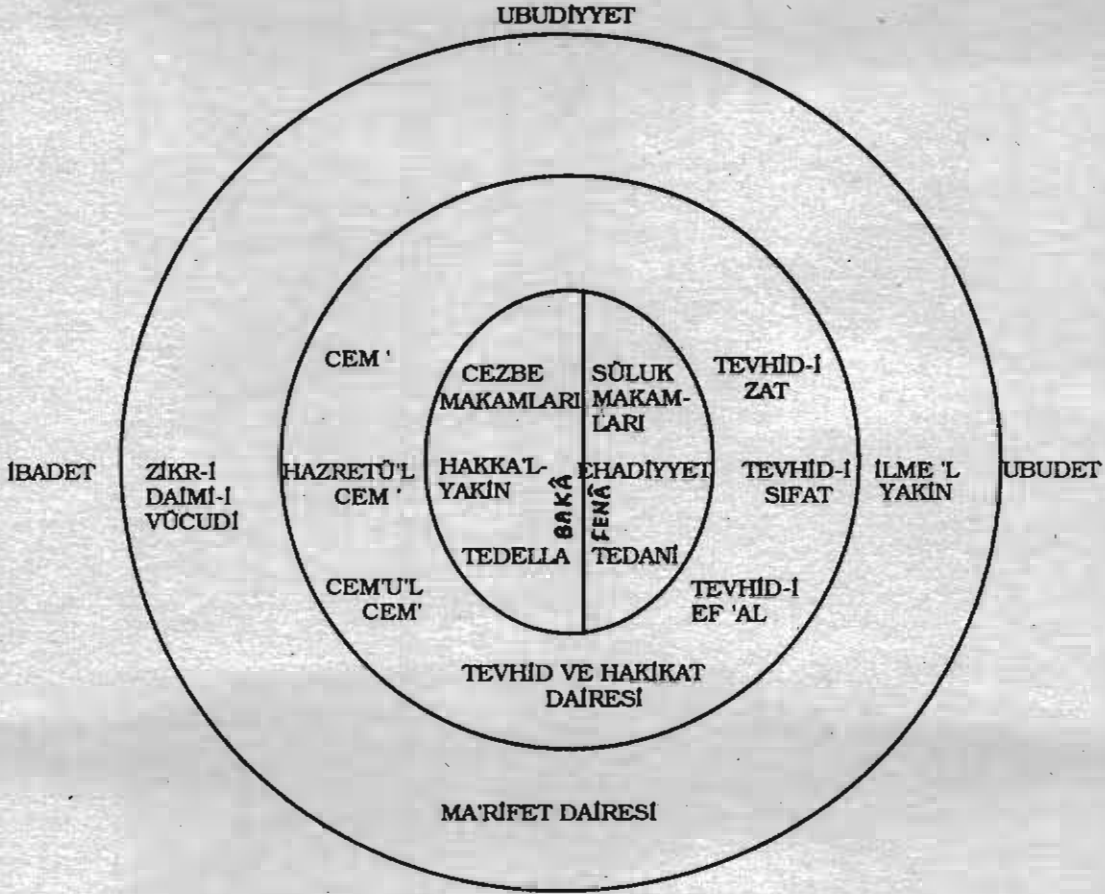 UBUDİYYET
CEM '
CEZBE
MAKAMLARI
SÜLUK
MAKAM-
LARI
TEVHİD-İ
ZAT
İBADET
ZİKR-İ
DAİMİ-İ
VÜCUDİ
HAZRETÜ'L
CEM '
HAKKA'L-
YAKİN
BAKÂ
FENÂ
EHADİYYET
TEVHİD-İ
SIFAT
İLME 'L
YAKİN
UBUDET
TEDELLA
TEDANİ
CEM'U'L
CEM'
TEVHİD-İ
EF 'AL
TEVHİD VE HAKİKAT
DAİRESİ
MA'RİFET DAİRESİ